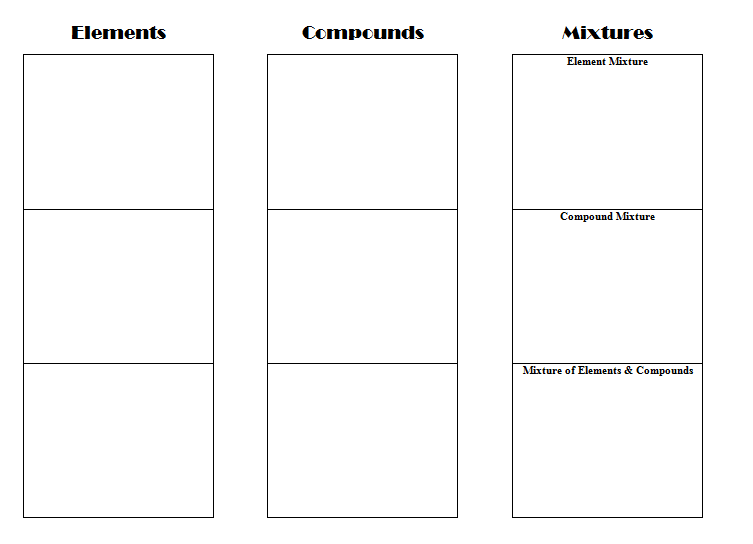 Elements
Compounds
Mixtures
Element Mixture
Compound Mixture
Mixture of Elements & Compounds